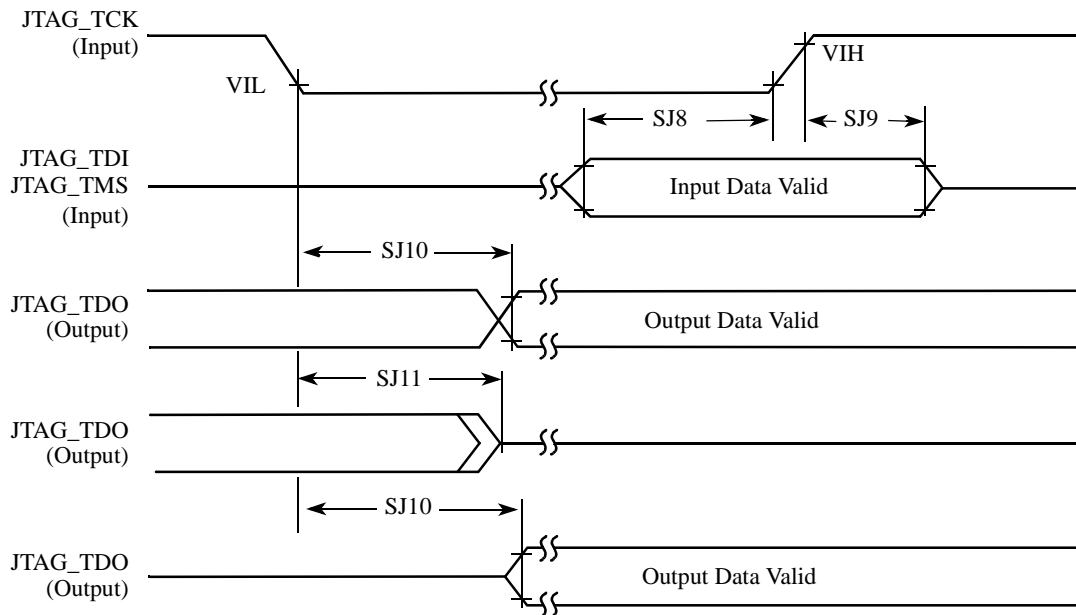 JTAG_TCK
(Input)
VIL
VIH
SJ8
SJ9
JTAG_TDI
JTAG_TMS
(Input)
Input Data Valid
SJ10
JTAG_TDO
(Output)
Output Data Valid
SJ11
JTAG_TDO
(Output)
SJ10
JTAG_TDO
(Output)
Output Data Valid